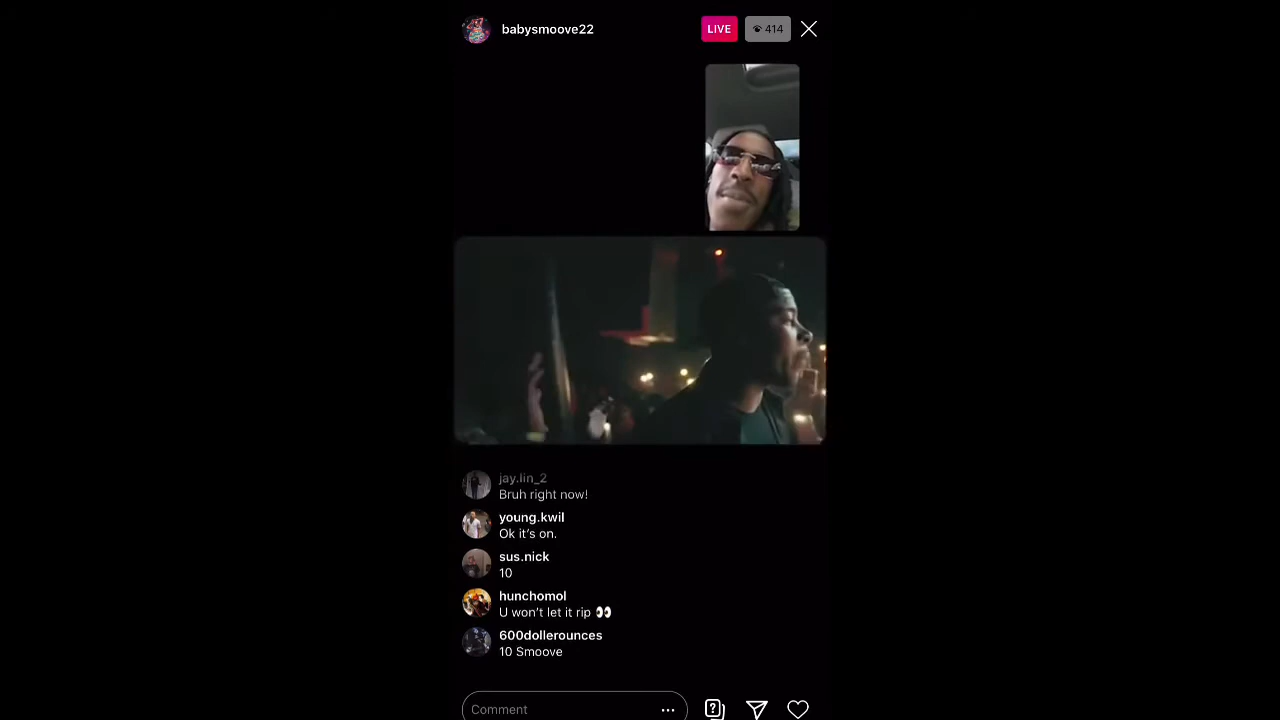 babysmoove22
LIVE
414
jay.lin_2
Bruh right now!
young.kwil
Ok it's on.
sus.nick
10
hunchomol
U won't let it rip 👀
600dollerounces
10 Smoove
Comment